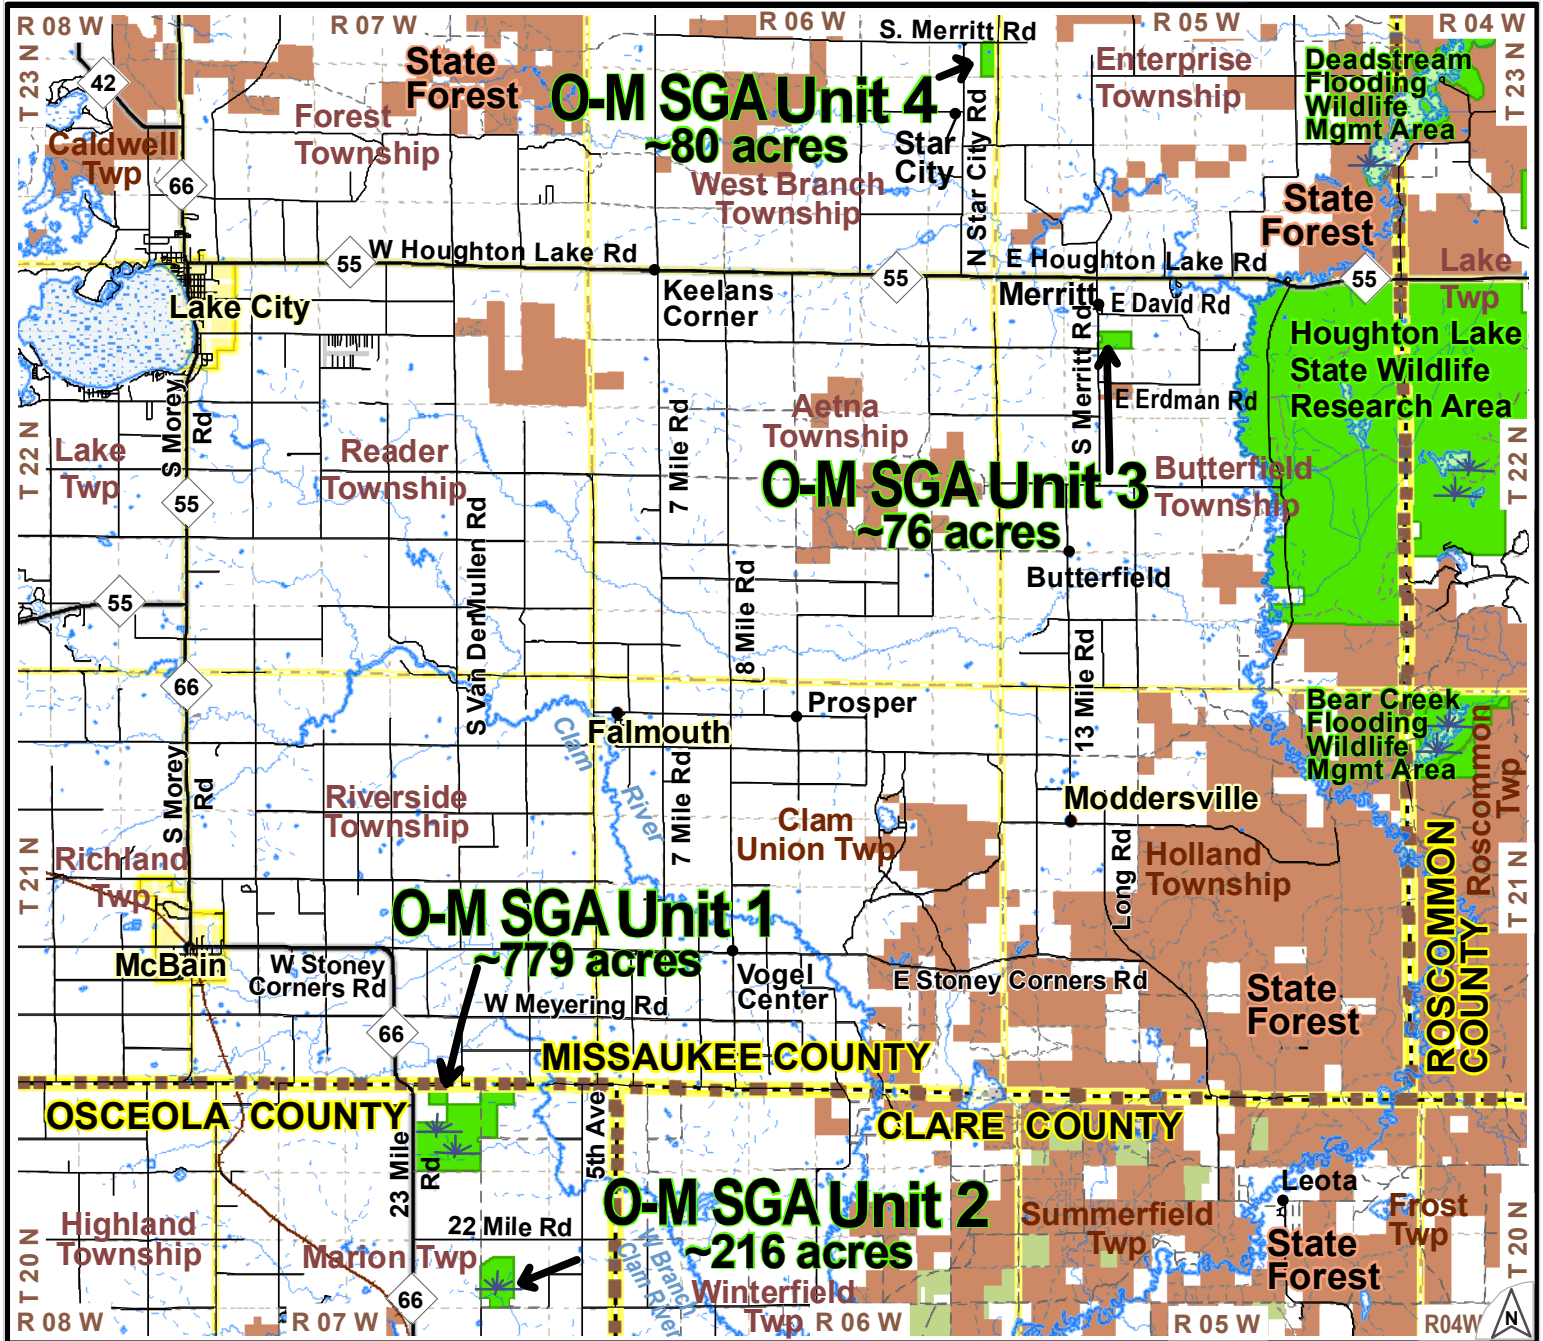 R 08 W
R 07 W
R 06 W
R 05 W
R 04 W
T 23 N
T 23 N
S. Merritt Rd
State
Forest
42
Enterprise
Township
Deadstream
Flooding
Wildlife
Mgmt Area
O-M SGA Unit 4
~80 acres
Forest
Township
Caldwell
Twp
Star
City
N Star City Rd
66
West Branch
Township
State
Forest
W Houghton Lake Rd
55
55
E Houghton Lake Rd
55
Lake
Twp
Lake City
Keelans
Corner
Merritt
E David Rd
Houghton Lake
State Wildlife
Research Area
S Merritt Rd
E Erdman Rd
S Morey
Rd
7 Mile Rd
Aetna
Township
T 22 N
T 22 N
Lake
Twp
Reader
Township
O-M SGA Unit 3
~76 acres
Butterfield
Township
55
S Van DerMullen Rd
Butterfield
55
8 Mile Rd
13 Mile Rd
66
Prosper
Bear Creek
Flooding
Wildlife
Mgmt Area
Roscommon
Twp
Falmouth
Clam
River
S Morey
Rd
7 Mile Rd
Riverside
Township
Moddersville
Clam
Union Twp
Long Rd
Holland
Township
Richland
Twp
T 21 N
T 21 N
ROSCOMMON
COUNTY
O-M SGA Unit 1
~779 acres
McBain
W Stoney
Corners Rd
Vogel
Center
E Stoney Corners Rd
State
Forest
W Meyering Rd
66
MISSAUKEE COUNTY
OSCEOLA COUNTY
CLARE COUNTY
23 Mile
Rd
5th Ave
O-M SGA Unit 2
~216 acres
Leota
22 Mile Rd
Highland
Township
Marion Twp
Summerfield
Twp
Frost
Twp
State
Forest
W Branch
Clam River
Winterfield
Twp
66
T 20 N
T 20 N
R 08 W
R 07 W
R 06 W
R 05 W
R04W
N